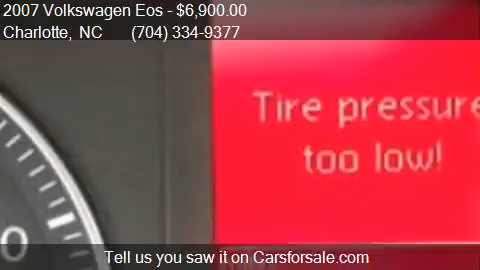 2007 Volkswagen Eos - $6,900.00
Charlotte, NC (704) 334-9377
Tire pressure
too low!
0
Tell us you saw it on Carsforsale.com